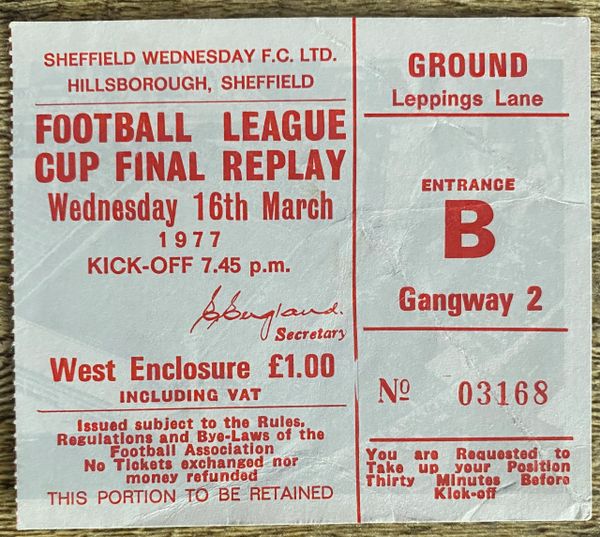 SHEFFIELD WEDNESDAY F.C. LTD.
HILLSBOROUGH, SHEFFIELD
FOOTBALL LEAGUE
CUP FINAL REPLAY
Wednesday 16th March
1977
KICK-OFF 7.45 p.m.
E England.
Secretary
West Enclosure £1.00
INCLUDING VAT
Issued subject to the Rules,
Regulations and Bye-Laws of the
Football Association
No Tickets exchanged nor
money refunded
THIS PORTION TO BE RETAINED
GROUND
Leppings Lane
ENTRANCE
B
Gangway 2
Nº 03168
You are Requested to
Take up your Position
Thirty Minutes Before
Kick-off